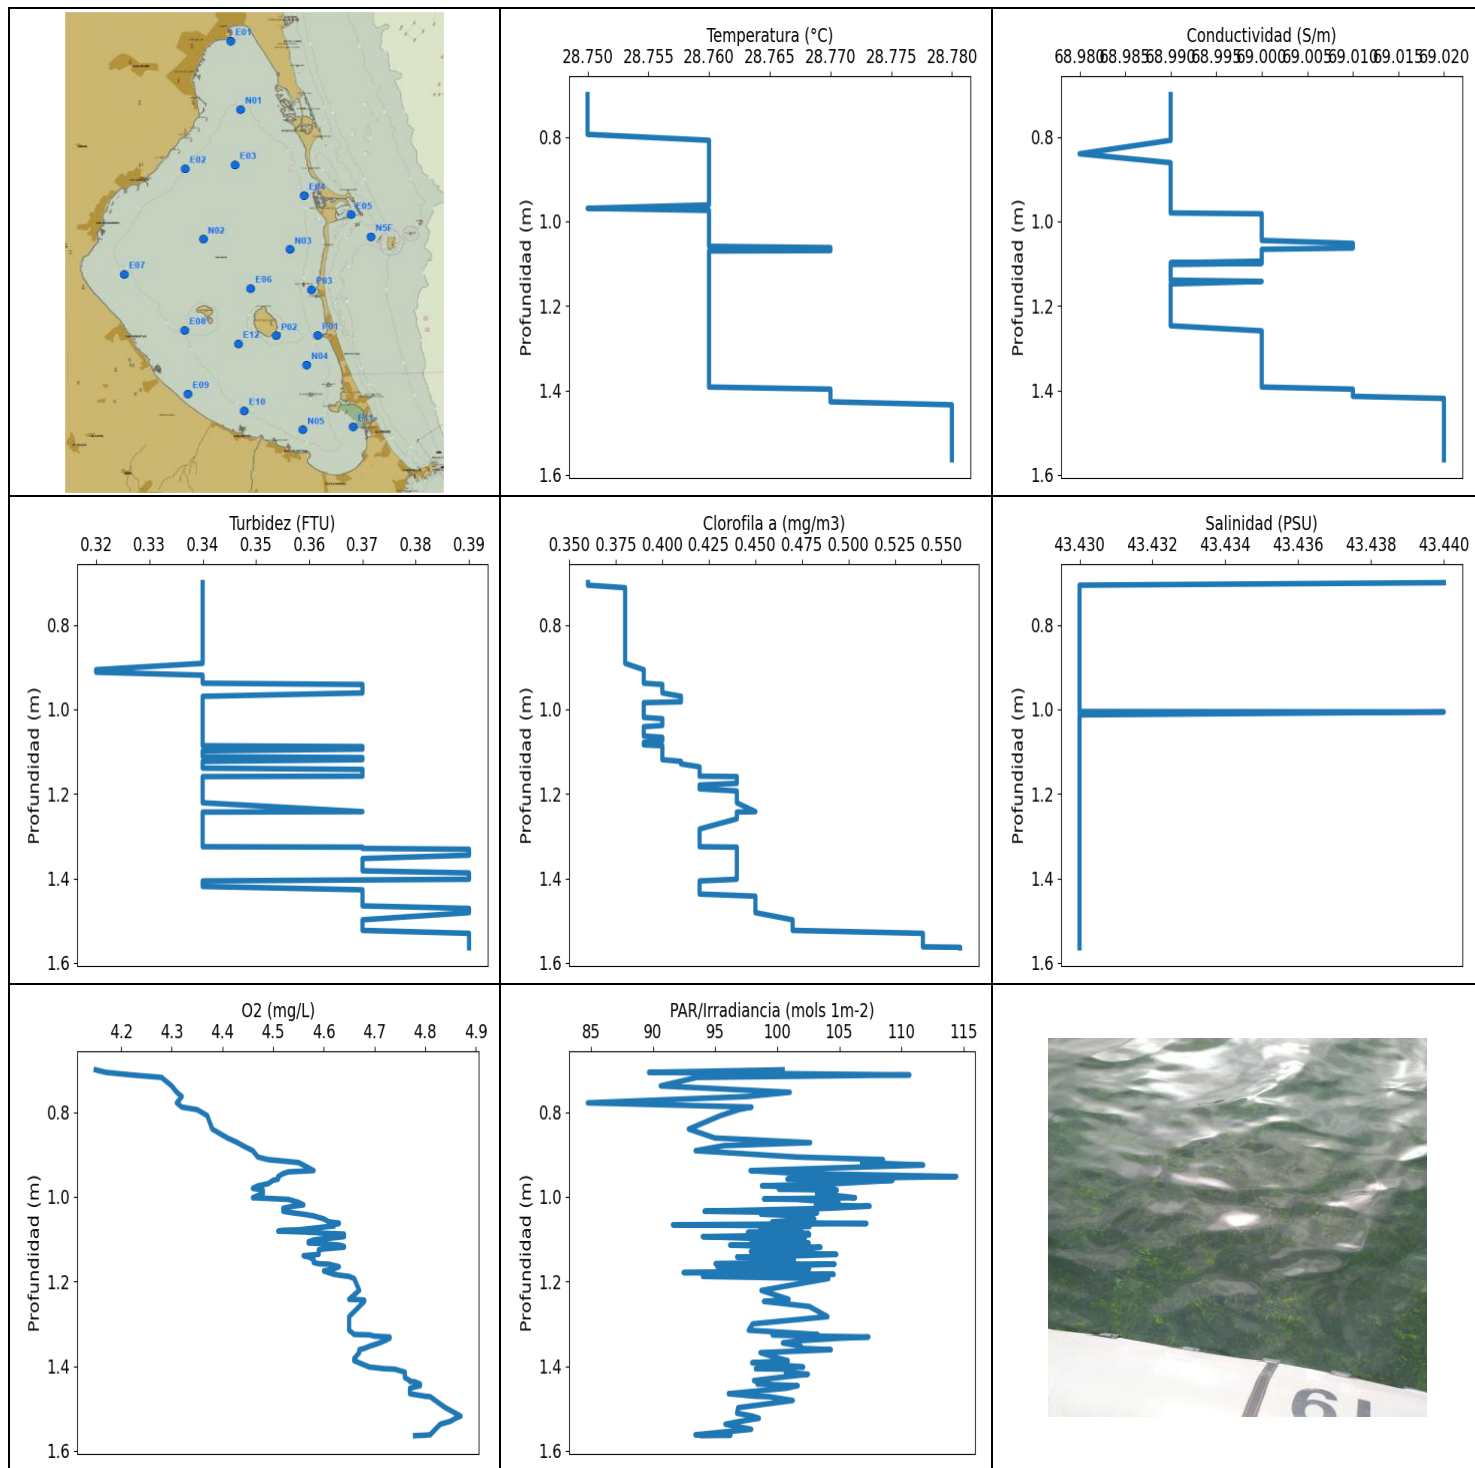 E01
N01
E02
E03
E04
E05
N5F
N02
N03
E07
E06
P03
E08
E12
P02
P01
N04
E09
E10
N05
E11
Temperatura (°C)
28.750 28.755 28.760 28.765 28.770 28.775 28.780
Profundidad (m)
0.8
1.0
1.2
1.4
1.6
Conductividad (S/m)
68.980 68.985 68.990 68.995 69.000 69.005 69.010 69.015 69.020
Profundidad (m)
0.8
1.0
1.2
1.4
1.6
Turbidez (FTU)
0.32 0.33 0.34 0.35 0.36 0.37 0.38 0.39
Profundidad (m)
0.8
1.0
1.2
1.4
1.6
Clorofila a (mg/m3)
0.350 0.375 0.400 0.425 0.450 0.475 0.500 0.525 0.550
Profundidad (m)
0.8
1.0
1.2
1.4
1.6
Salinidad (PSU)
43.430 43.432 43.434 43.436 43.438 43.440
Profundidad (m)
0.8
1.0
1.2
1.4
1.6
O2 (mg/L)
4.2 4.3 4.4 4.5 4.6 4.7 4.8 4.9
Profundidad (m)
0.8
1.0
1.2
1.4
1.6
PAR/Irradiancia (mols 1m-2)
85 90 95 100 105 110 115
Profundidad (m)
0.8
1.0
1.2
1.4
1.6